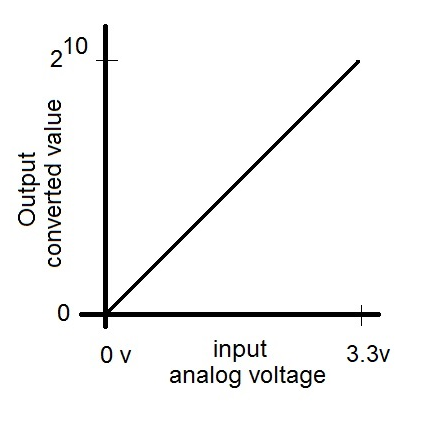 2^10
Output
converted value
0
0 v
input
analog voltage
3.3v